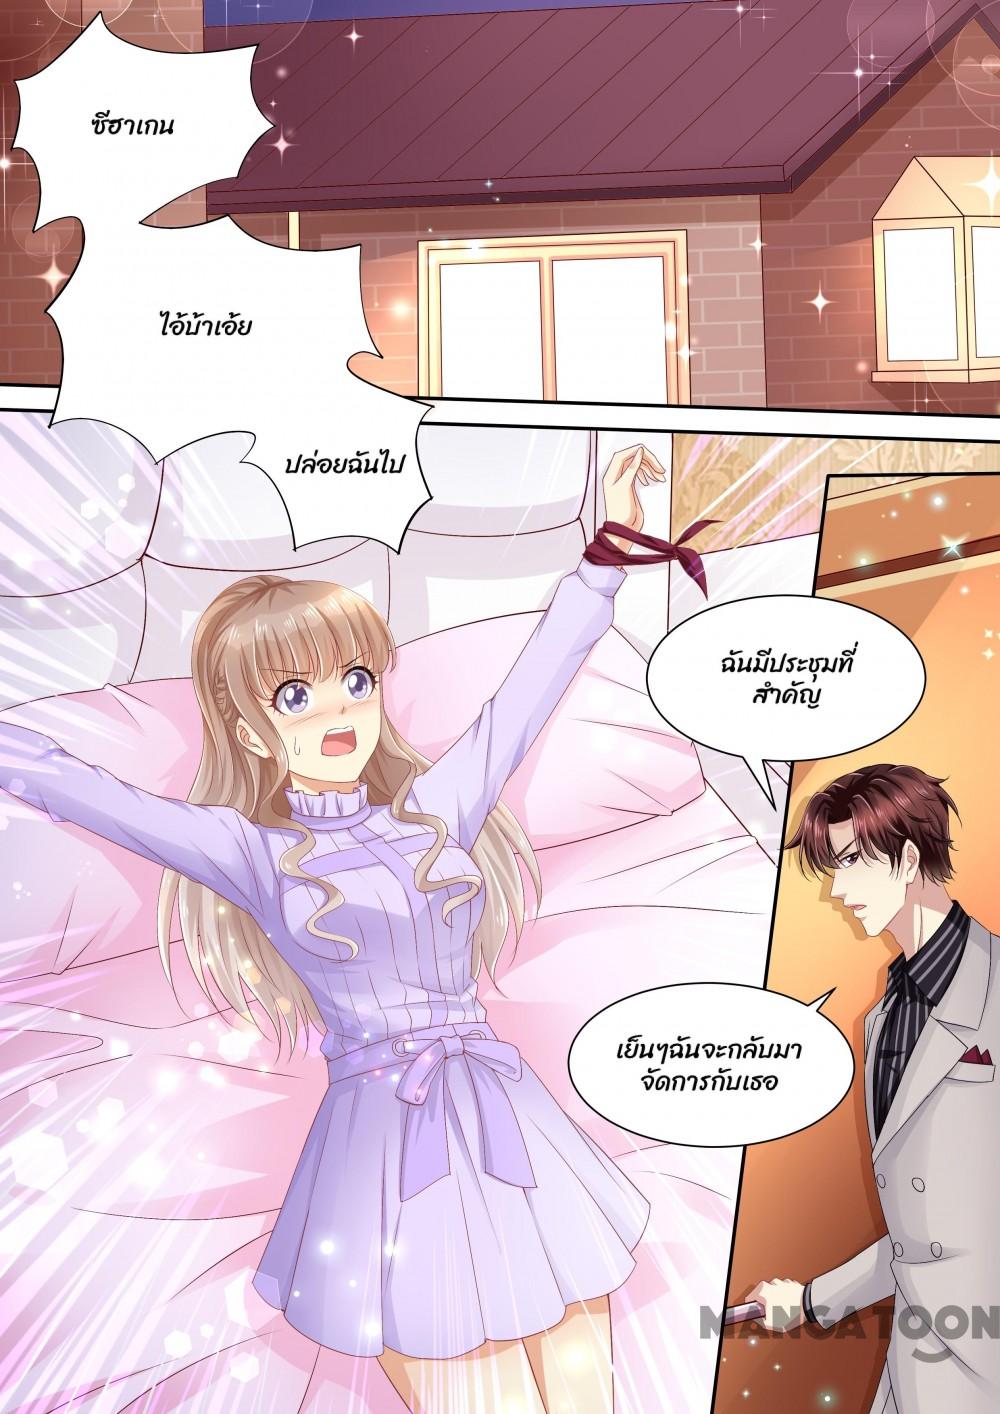 ซีฮาเกน
ไอ้บ้าเอ้ย
ปล่อยฉันไป
ฉันมีประชุมที่
สำคัญ
เย็นๆฉันจะกลับมา
จัดการกับเธอ
MANGATOON